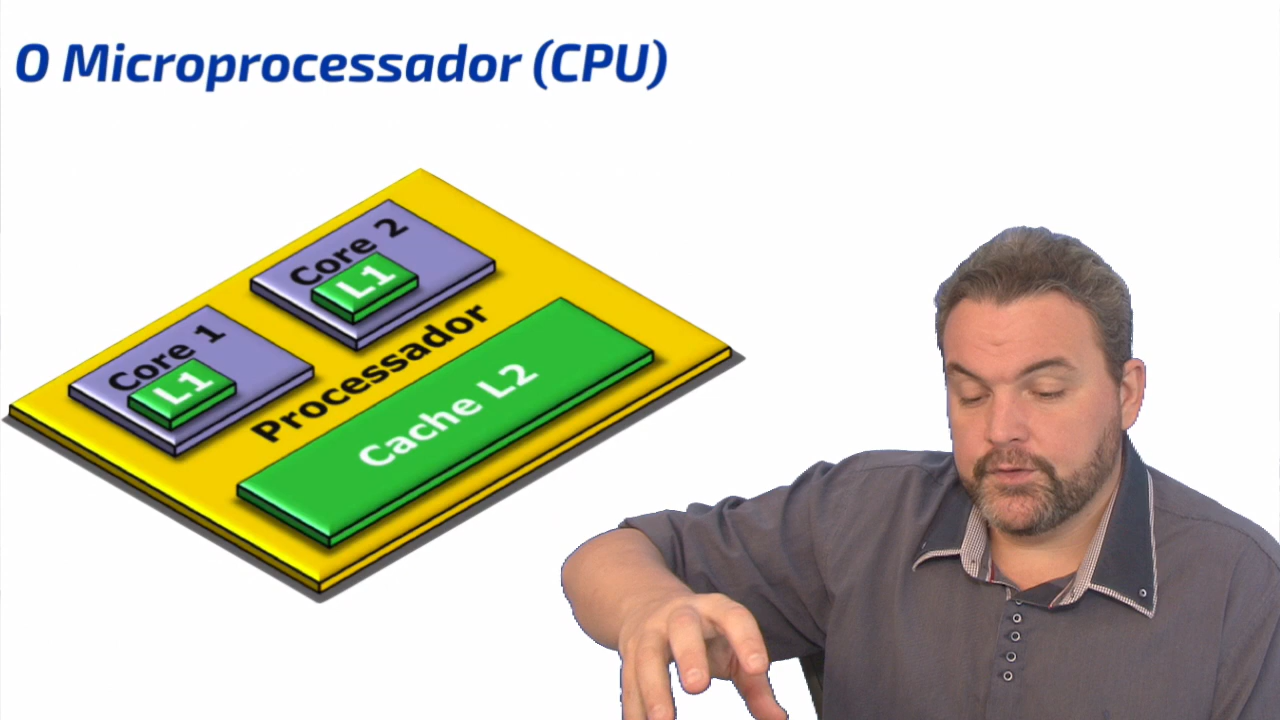 O Microprocessador (CPU)
Core 2
L1
Core 1
L1
Processador
Cache L2